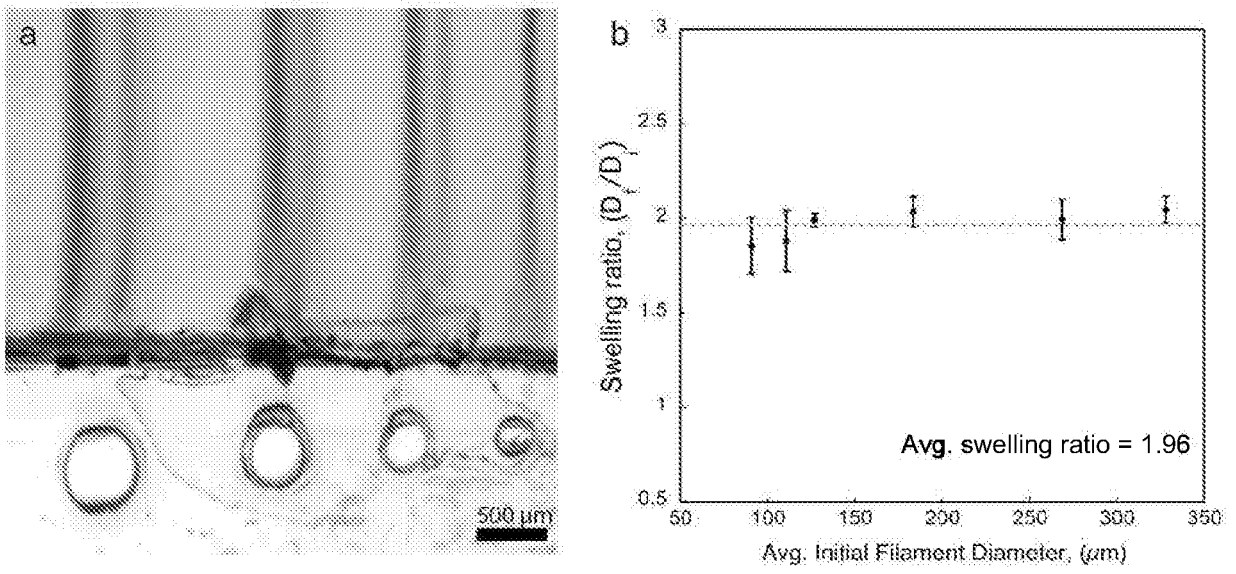 a
500 µm
b
Swelling ratio, (D_f/D_i)
3
2.5
2
1.5
1
0.5
Avg. swelling ratio = 1.96
50 100 150 200 250 300 350
Avg. Initial Filament Diameter, (µm)